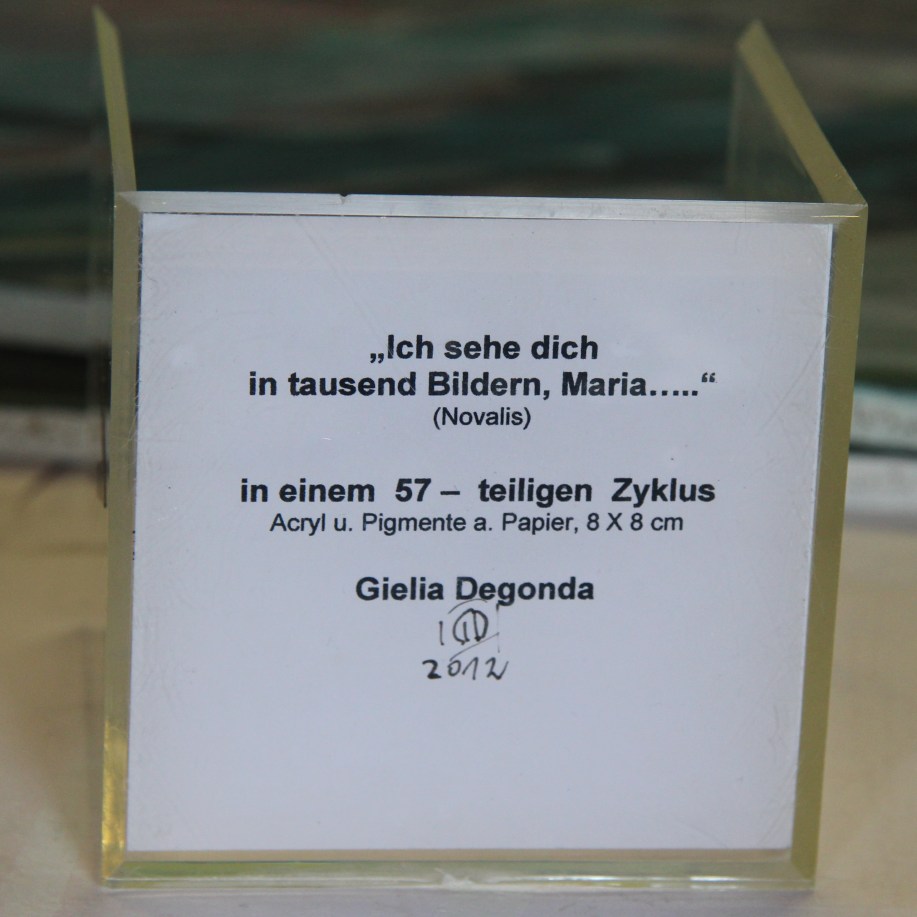 „Ich sehe dich
in tausend Bildern, Maria….."
(Novalis)
in einem 57 – teiligen Zyklus
Acryl u. Pigmente a. Papier, 8 X 8 cm
Gielia Degonda
2012